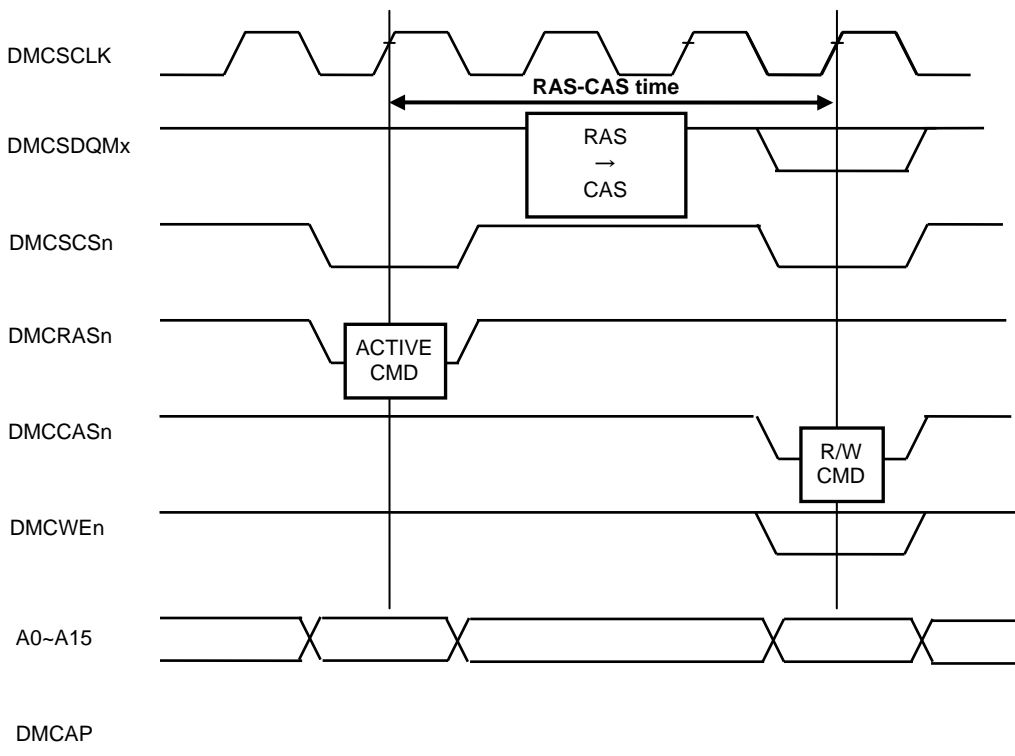 DMCSCLK
RAS-CAS time
DMCSDQMx
RAS
→
CAS
DMCSCSn
DMCRASn
ACTIVE
CMD
DMCCASn
R/W
CMD
DMCWEn
A0~A15
DMCAP